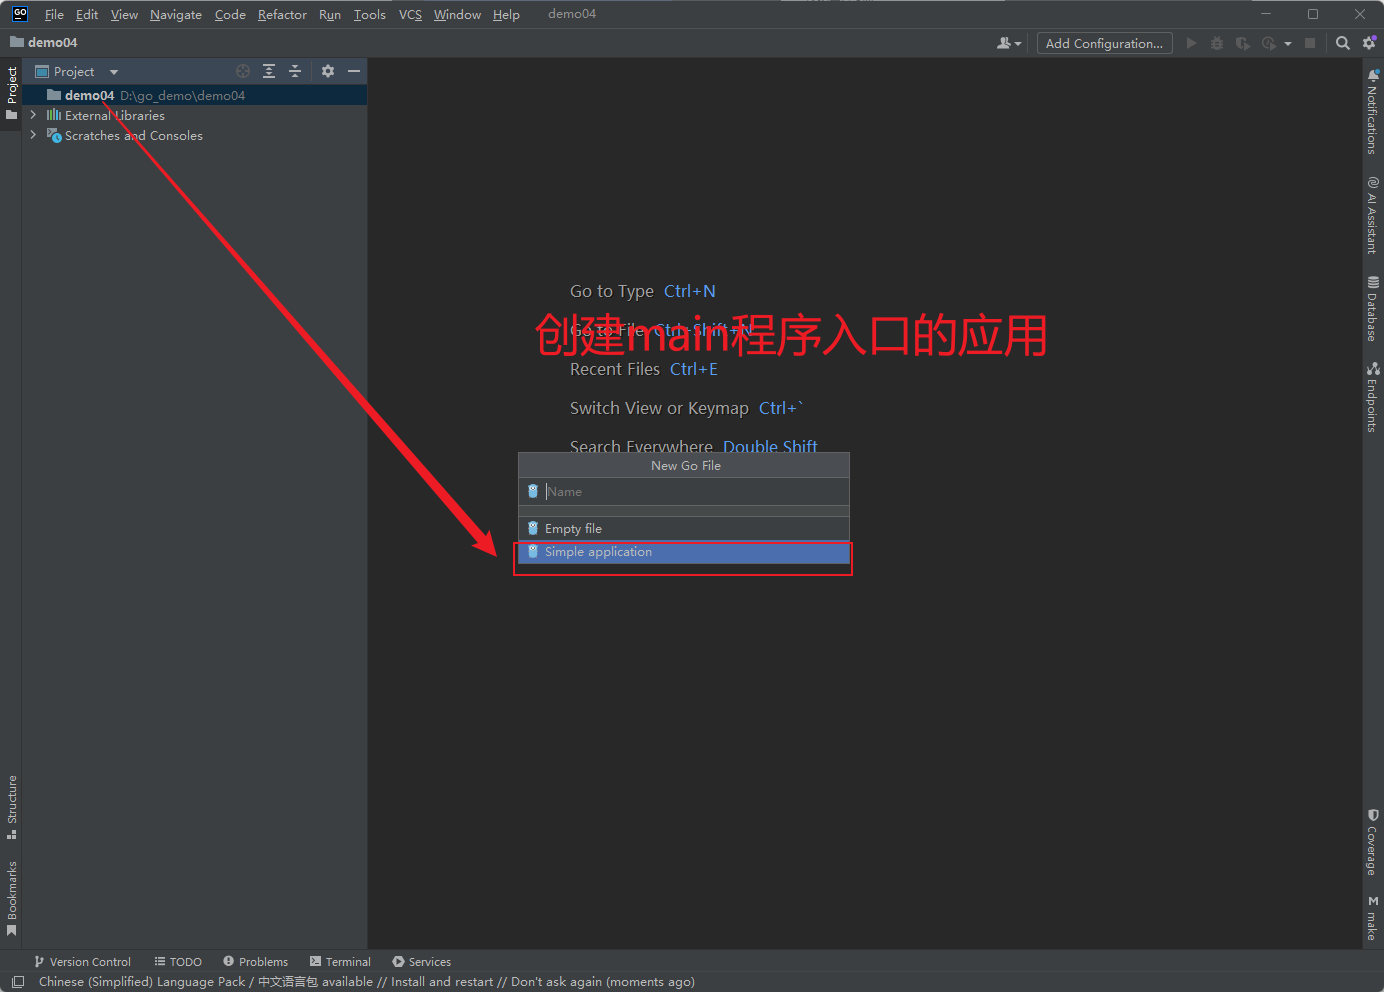 GO File Edit View Navigate Code Refactor Run Tools VCS Window Help demo04
demo04 Add Configuration...
Project
Project
demo04 D:\go_demo\demo04
External Libraries
Scratches and Consoles
Go to Type Ctrl+N
Go to File Ctrl+Shift+N
创建main程序入口的应用
Recent Files Ctrl+E
Switch View or Keymap Ctrl+`
Search Everywhere Double Shift
New Go File
Name
Empty file
Simple application
Notifications
AI Assistant
Database
Endpoints
Coverage
M make
Structure
Bookmarks
Version Control TODO Problems Terminal Services
Chinese (Simplified) Language Pack / 中文语言包 available // Install and restart // Don't ask again (moments ago)